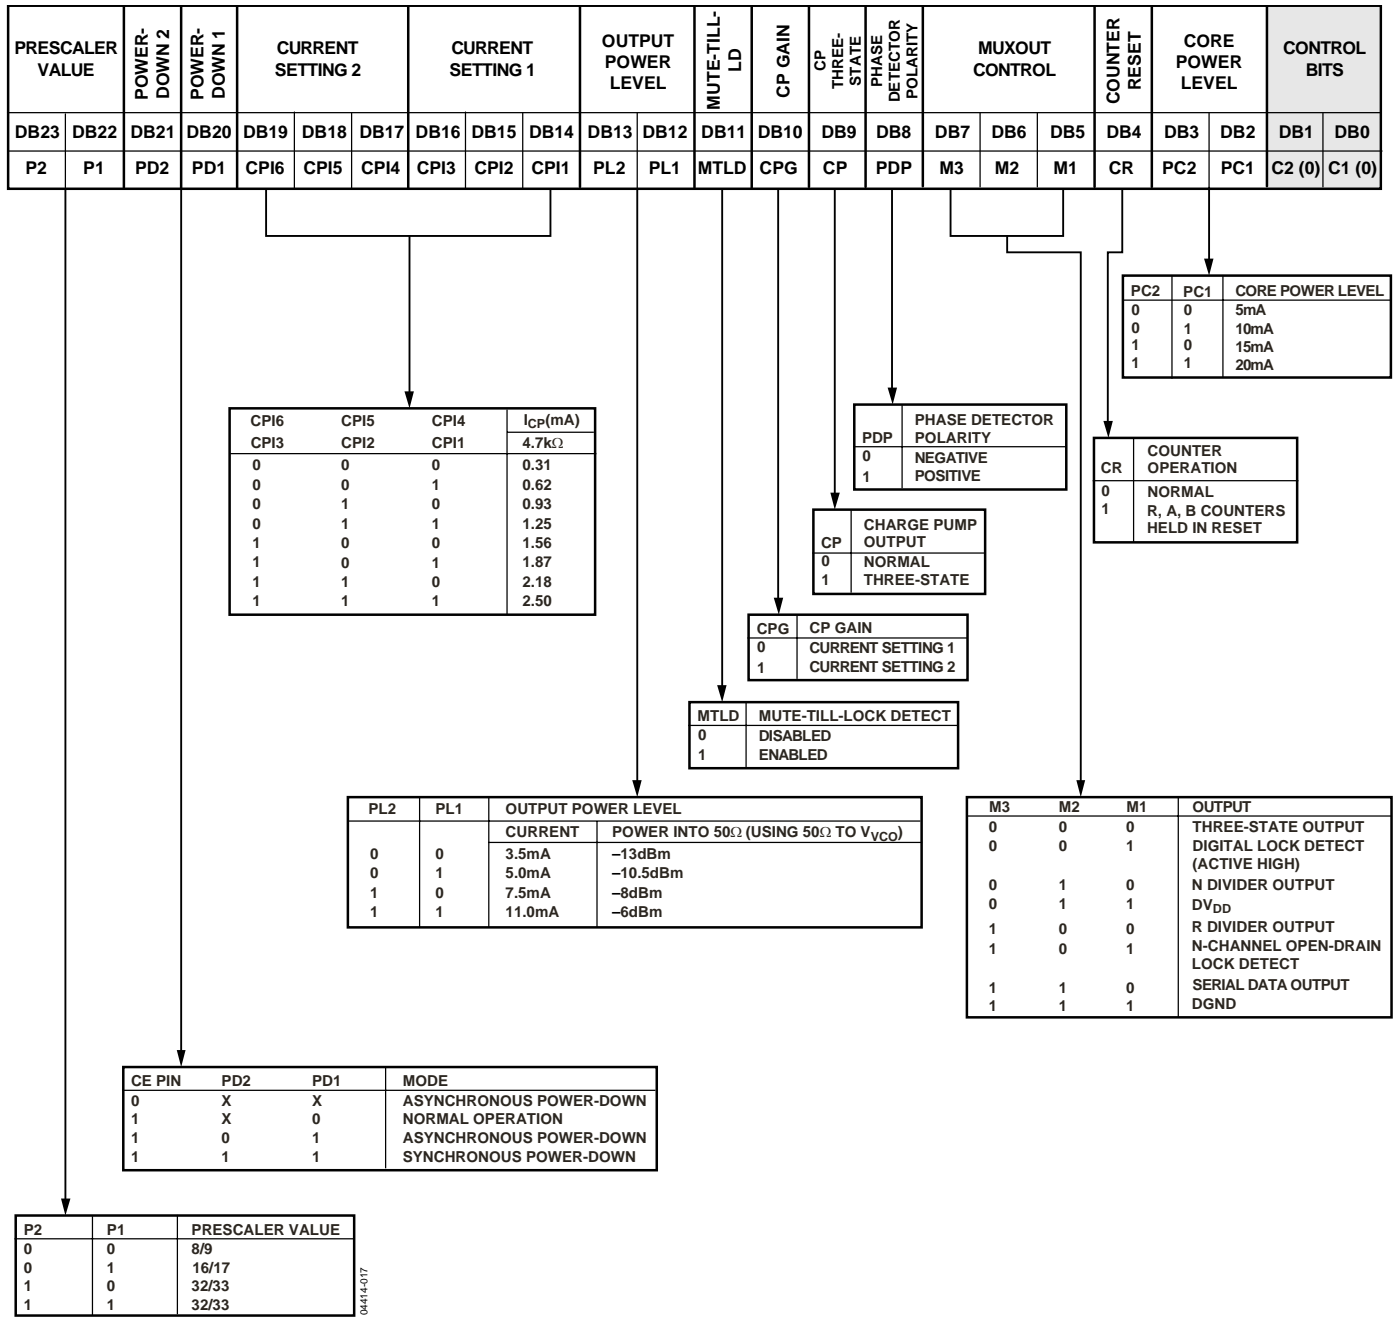 PRESCALER VALUE
POWER-DOWN 2
POWER-DOWN 1
CURRENT SETTING 2
CURRENT SETTING 1
OUTPUT POWER LEVEL
MUTE-TILL-LD
CP GAIN
CP THREE-STATE
PHASE DETECTOR POLARITY
MUXOUT CONTROL
COUNTER RESET
CORE POWER LEVEL
CONTROL BITS
DB23 DB22 DB21 DB20 DB19 DB18 DB17 DB16 DB15 DB14 DB13 DB12 DB11 DB10 DB9 DB8 DB7 DB6 DB5 DB4 DB3 DB2 DB1 DB0
P2 P1 PD2 PD1 CPI6 CPI5 CPI4 CPI3 CPI2 CPI1 PL2 PL1 MTLD CPG CP PDP M3 M2 M1 CR PC2 PC1 C2 (0) C1 (0)
PC2 PC1 CORE POWER LEVEL
0 0 5mA
0 1 10mA
1 0 15mA
1 1 20mA
CPI6 CPI5 CPI4 ICP(mA)
CPI3 CPI2 CPI1 4.7kΩ
0 0 0 0.31
0 0 1 0.62
0 1 0 0.93
0 1 1 1.25
1 0 0 1.56
1 0 1 1.87
1 1 0 2.18
1 1 1 2.50
PDP PHASE DETECTOR POLARITY
0 NEGATIVE
1 POSITIVE
CR COUNTER OPERATION
0 NORMAL
1 R, A, B COUNTERS HELD IN RESET
CP CHARGE PUMP OUTPUT
0 NORMAL
1 THREE-STATE
CPG CP GAIN
0 CURRENT SETTING 1
1 CURRENT SETTING 2
MTLD MUTE-TILL-LOCK DETECT
0 DISABLED
1 ENABLED
PL2 PL1 OUTPUT POWER LEVEL
CURRENT POWER INTO 50Ω (USING 50Ω TO VVCO)
0 0 3.5mA –13dBm
0 1 5.0mA –10.5dBm
1 0 7.5mA –8dBm
1 1 11.0mA –6dBm
M3 M2 M1 OUTPUT
0 0 0 THREE-STATE OUTPUT
0 0 1 DIGITAL LOCK DETECT
(ACTIVE HIGH)
0 1 0 N DIVIDER OUTPUT
0 1 1 DVDD
1 0 0 R DIVIDER OUTPUT
1 0 1 N-CHANNEL OPEN-DRAIN
LOCK DETECT
1 1 0 SERIAL DATA OUTPUT
1 1 1 DGND
CE PIN PD2 PD1 MODE
0 X X ASYNCHRONOUS POWER-DOWN
1 X 0 NORMAL OPERATION
1 0 1 ASYNCHRONOUS POWER-DOWN
1 1 1 SYNCHRONOUS POWER-DOWN
P2 P1 PRESCALER VALUE
0 0 8/9
0 1 16/17
1 0 32/33
1 1 32/33
04414-017